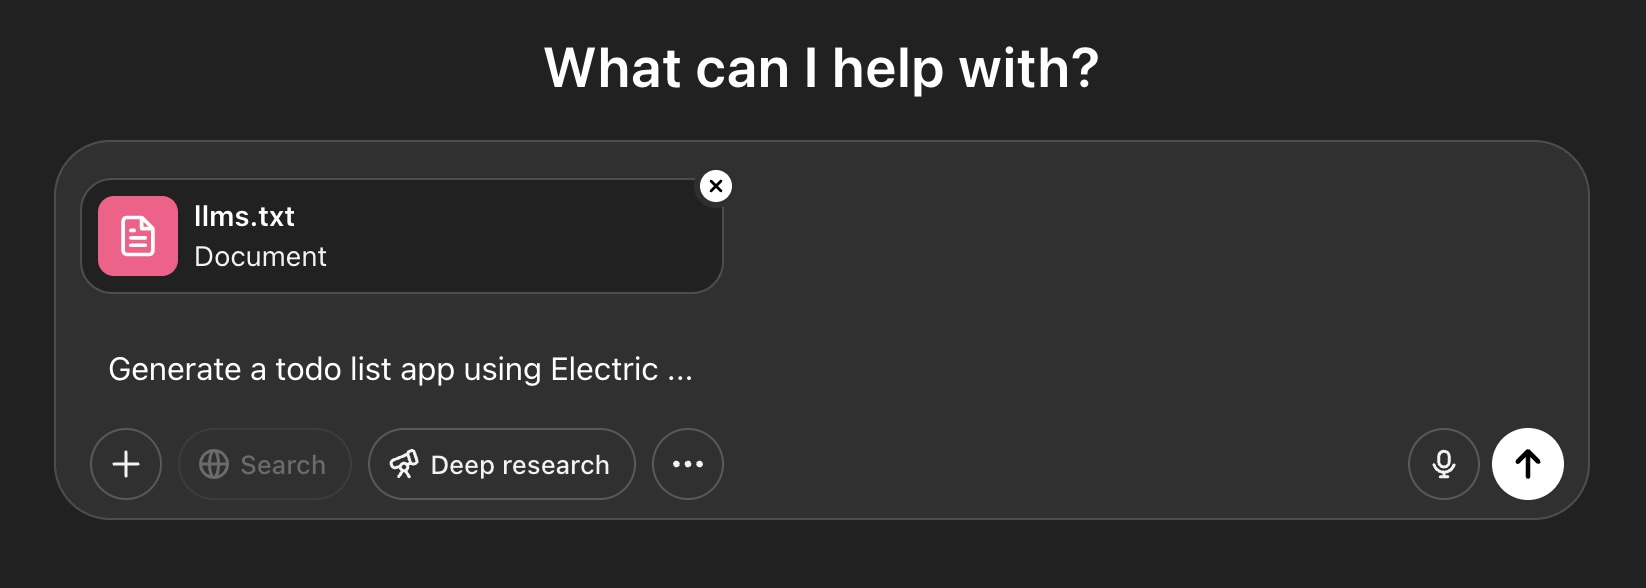 What can I help with?
llms.txt
Document
Generate a todo list app using Electric ...
Search
Deep research